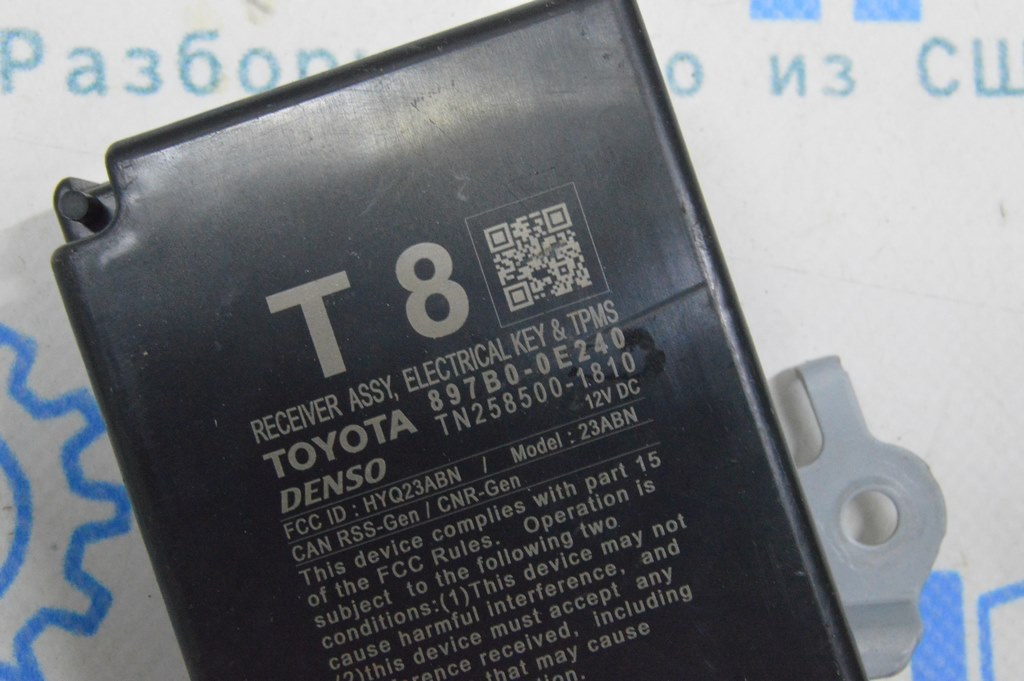 Разбор о из СШ
T 8
RECEIVER ASSY, ELECTRICAL KEY & TPMS
TOYOTA 897B0-0E240
DENSO TN258500-1810
12V DC
FCC ID : HYQ23ABN / Model : 23ABN
CAN RSS-Gen / CNR-Gen
This device complies with part 15
of the FCC Rules. Operation is
subject to the following two
conditions:(1)This device may not
cause harmful interference, and
(2)this device must accept any
ference received, including
that may cause
tion.